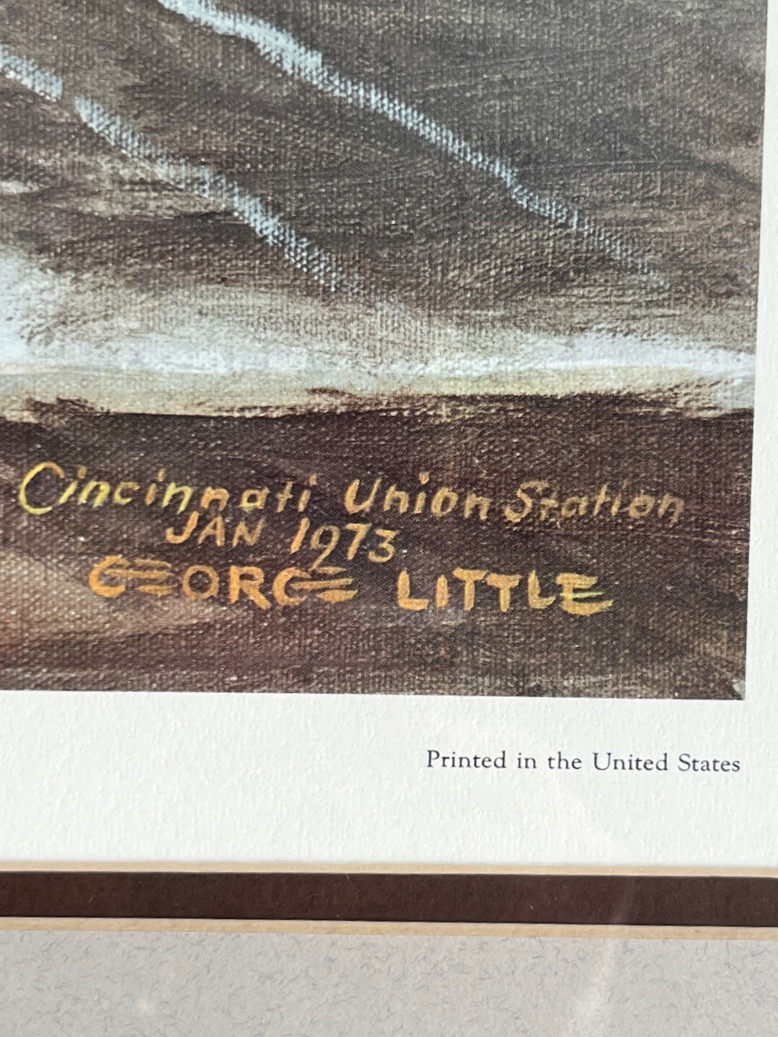 Cincinnati Union Station
JAN 1973
GEORGE LITTLE
Printed in the United States